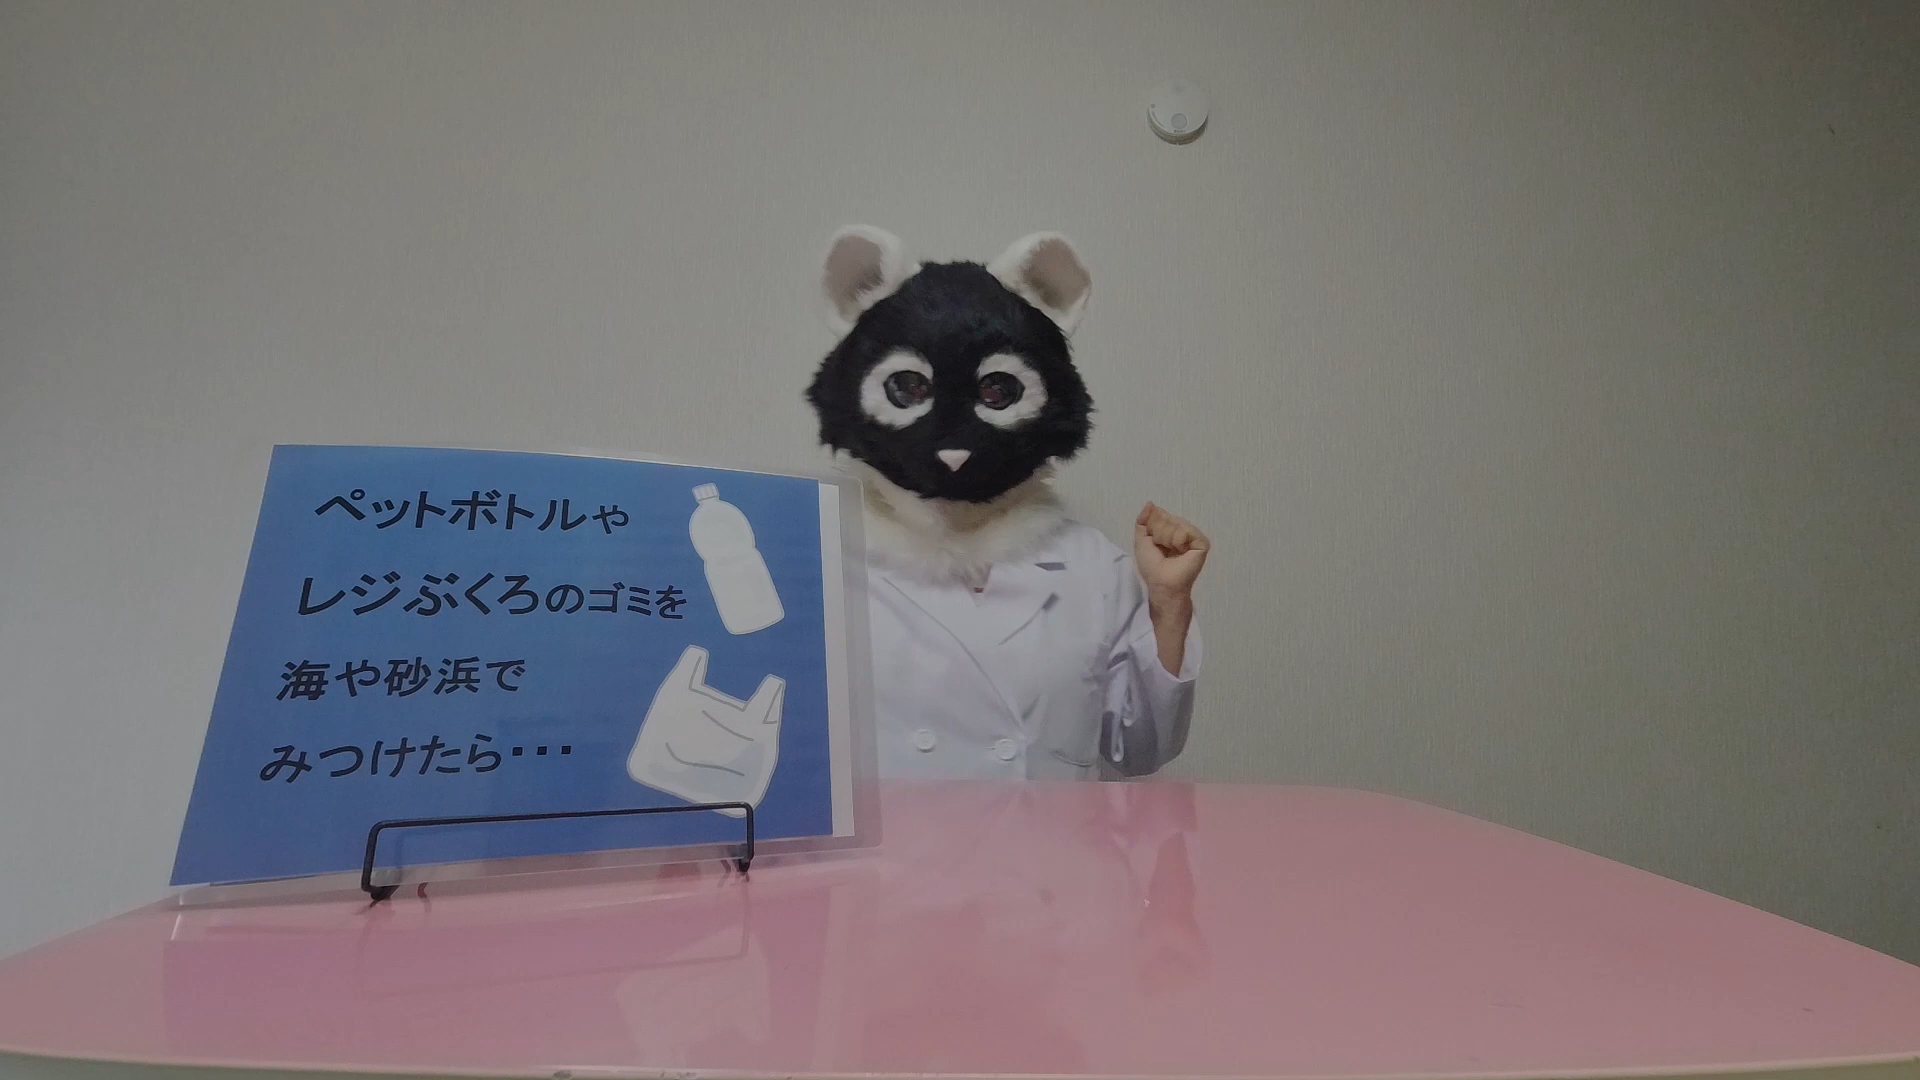 ペットボトルや
レジぶくろのゴミを
海や砂浜で
みつけたら・・・